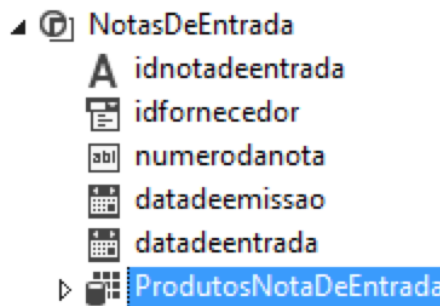 NotasDeEntrada
idnotadeentrada
idfornecedor
numerodanota
datadeemissao
datadeentrada
ProdutosNotaDeEntrada